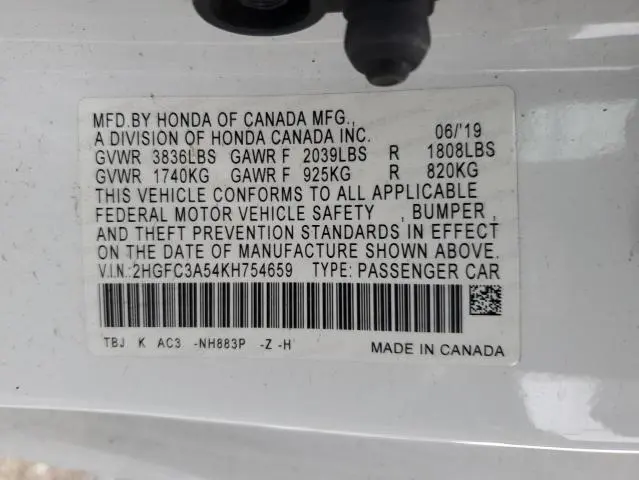 MFD.BY HONDA OF CANADA MFG.,
A DIVISION OF HONDA CANADA INC. 06/'19
GVWR 3836LBS GAWR F 2039LBS R 1808LBS
GVWR 1740KG GAWR F 925KG R 820KG
THIS VEHICLE CONFORMS TO ALL APPLICABLE
FEDERAL MOTOR VEHICLE SAFETY , BUMPER ,
AND THEFT PREVENTION STANDARDS IN EFFECT
ON THE DATE OF MANUFACTURE SHOWN ABOVE.
V.I.N.:2HGFC3A54KH754659 TYPE: PASSENGER CAR
TBJ K AC3 -NH883P -Z -H MADE IN CANADA